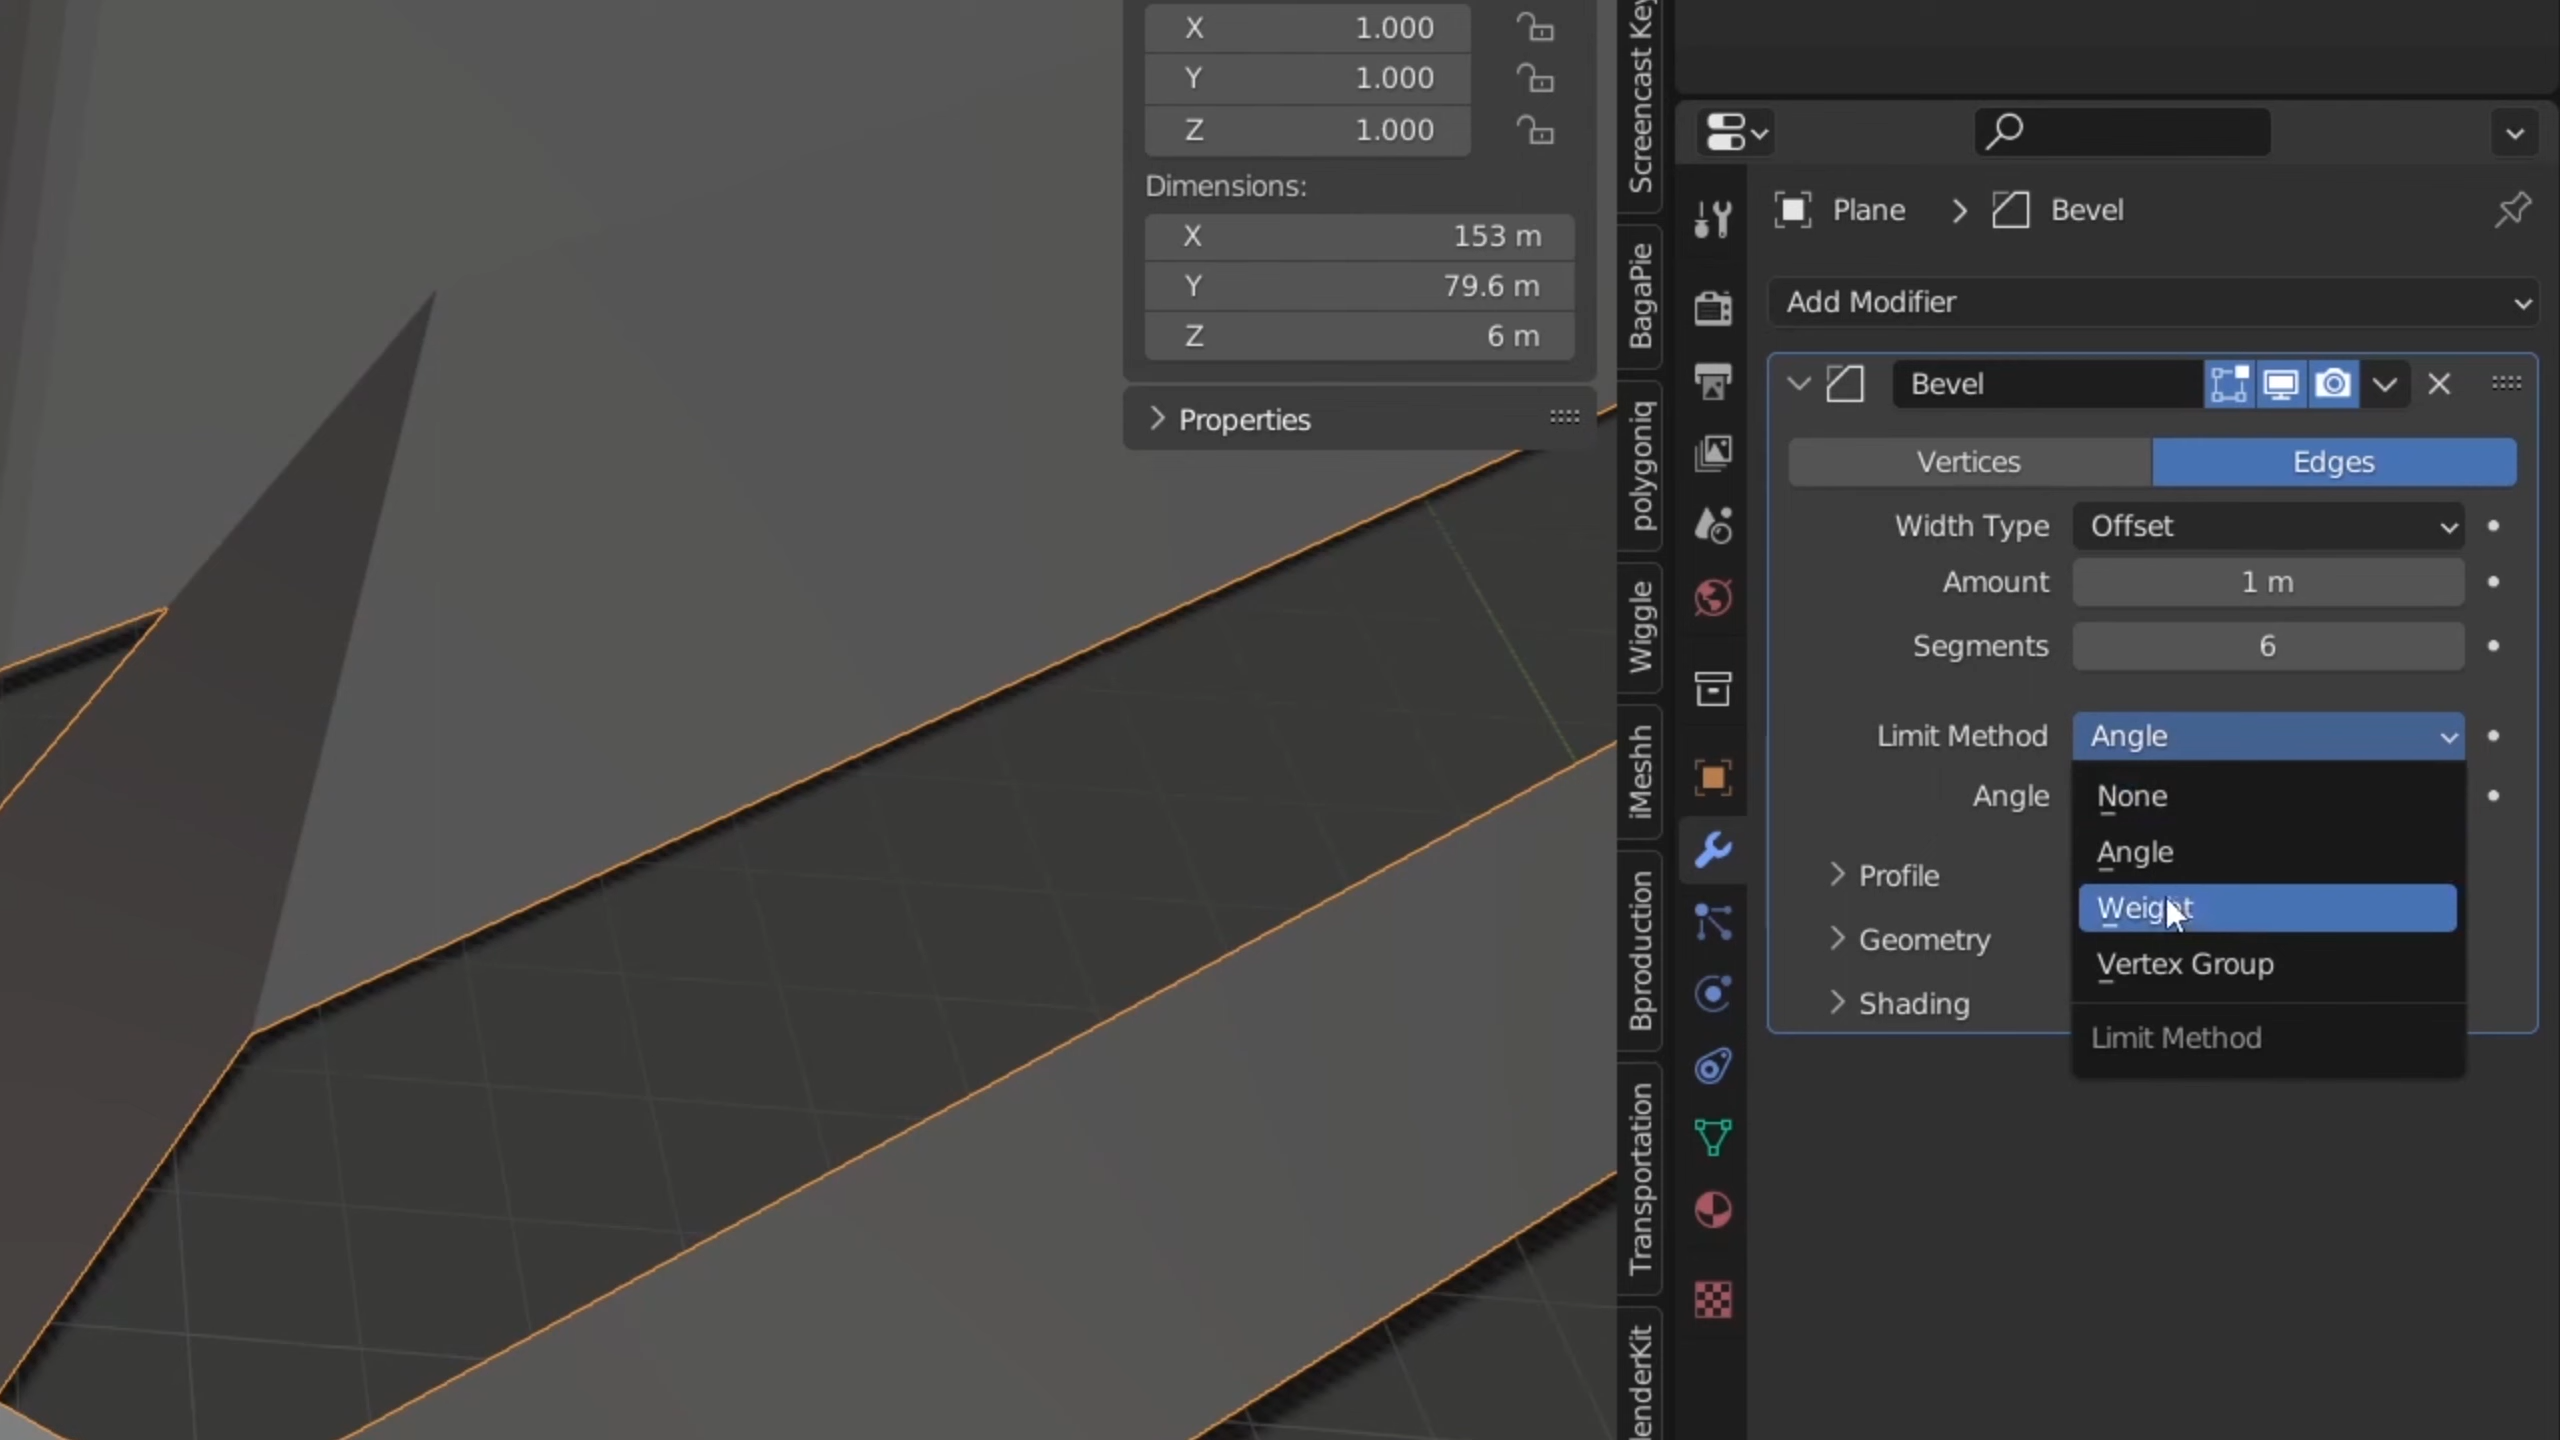 X 1.000
Y 1.000
Z 1.000
Dimensions:
X 153 m
Y 79.6 m
Z 6 m
Properties
Screencast Key
BagaPie
polygoniq
Wiggle
iMeshh
Bproduction
Transportation
lenderKit
Plane > Bevel
Add Modifier
Bevel
Vertices Edges
Width Type Offset
Amount 1 m
Segments 6
Limit Method Angle
Angle
None
Angle
Weight
Vertex Group
Limit Method
Profile
Geometry
Shading